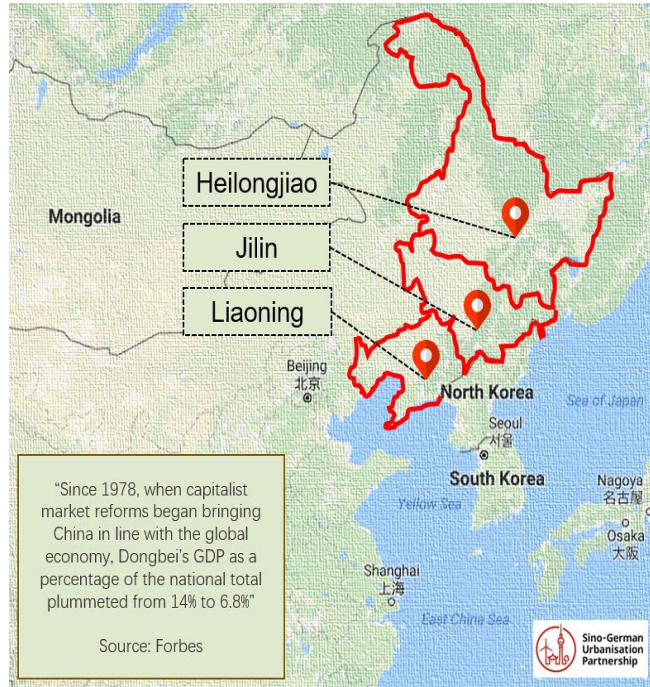 Heilongjiao
Jilin
Liaoning
Mongolia
Beijing
北京
North Korea
Sea of Japan
Seoul
서울
South Korea
Nagoya
名古屋
Yellow Sea
Osaka
大阪
Shanghai
上海
East China Sea
“Since 1978, when capitalist
market reforms began bringing
China in line with the global
economy, Dongbei’s GDP as a
percentage of the national total
plummeted from 14% to 6.8%”
Source: Forbes
Sino-German
Urbanisation
Partnership